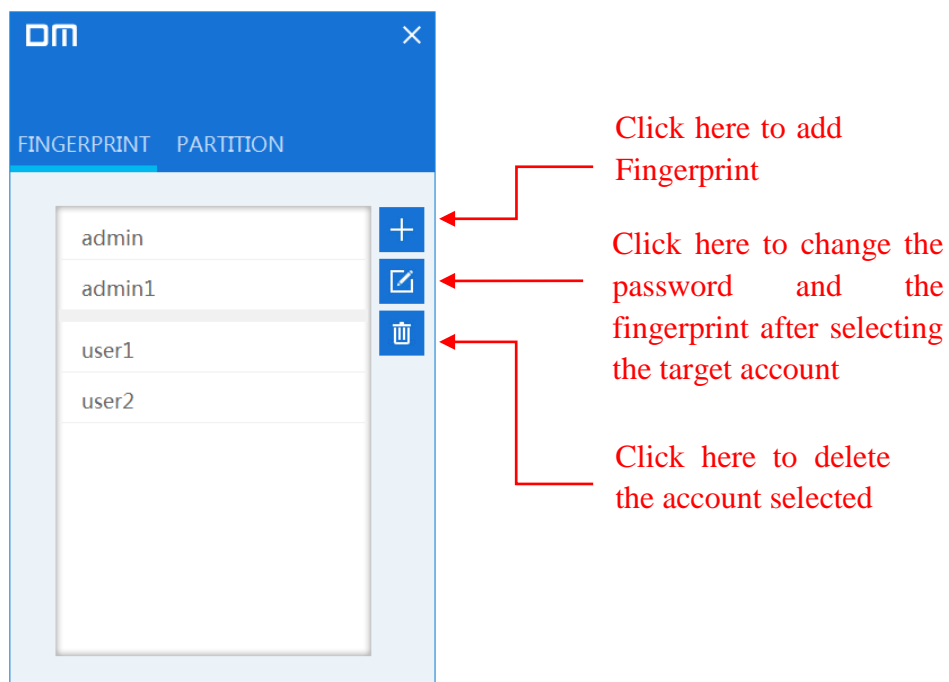 DM
FINGERPRINT PARTITION
admin
admin1
user1
user2
Click here to add
Fingerprint
Click here to change the
password and the
fingerprint after selecting
the target account
Click here to delete
the account selected